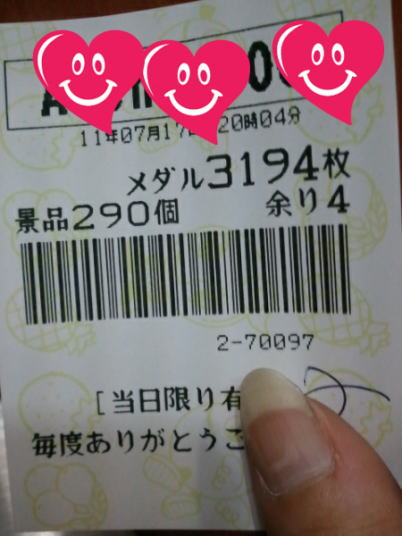 11年07月17日 20時04分
メダル3194枚
景品290個 余り4
2-70097
[当日限り有
毎度ありがとうご